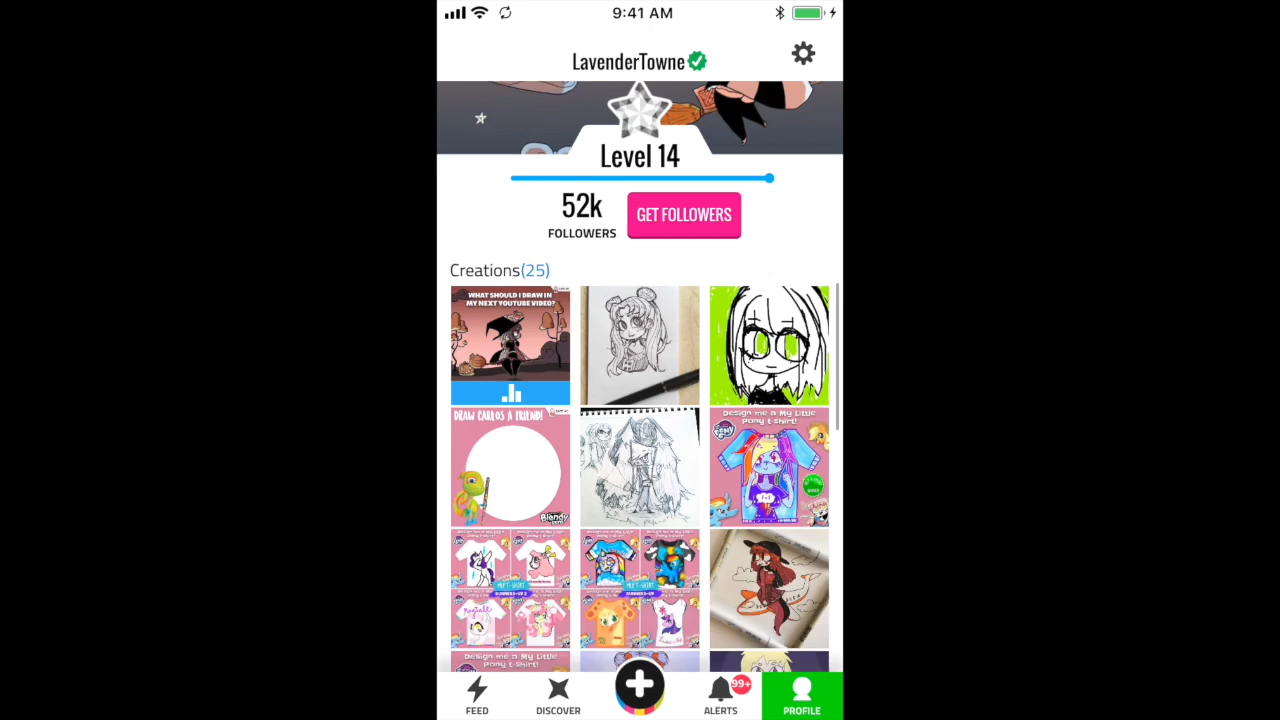 9:41 AM
LavenderTowne
Level 14
52k
FOLLOWERS
GET FOLLOWERS
Creations(25)
WHAT SHOULD I DRAW IN
MY NEXT YOUTUBE VIDEO?
DRAW CARLOS A FRIEND!
Blendy
Design me a My Little
Pony t-shirt!
Design me a My Little
Pony t-shirt!
FEED
DISCOVER
99+
ALERTS
PROFILE